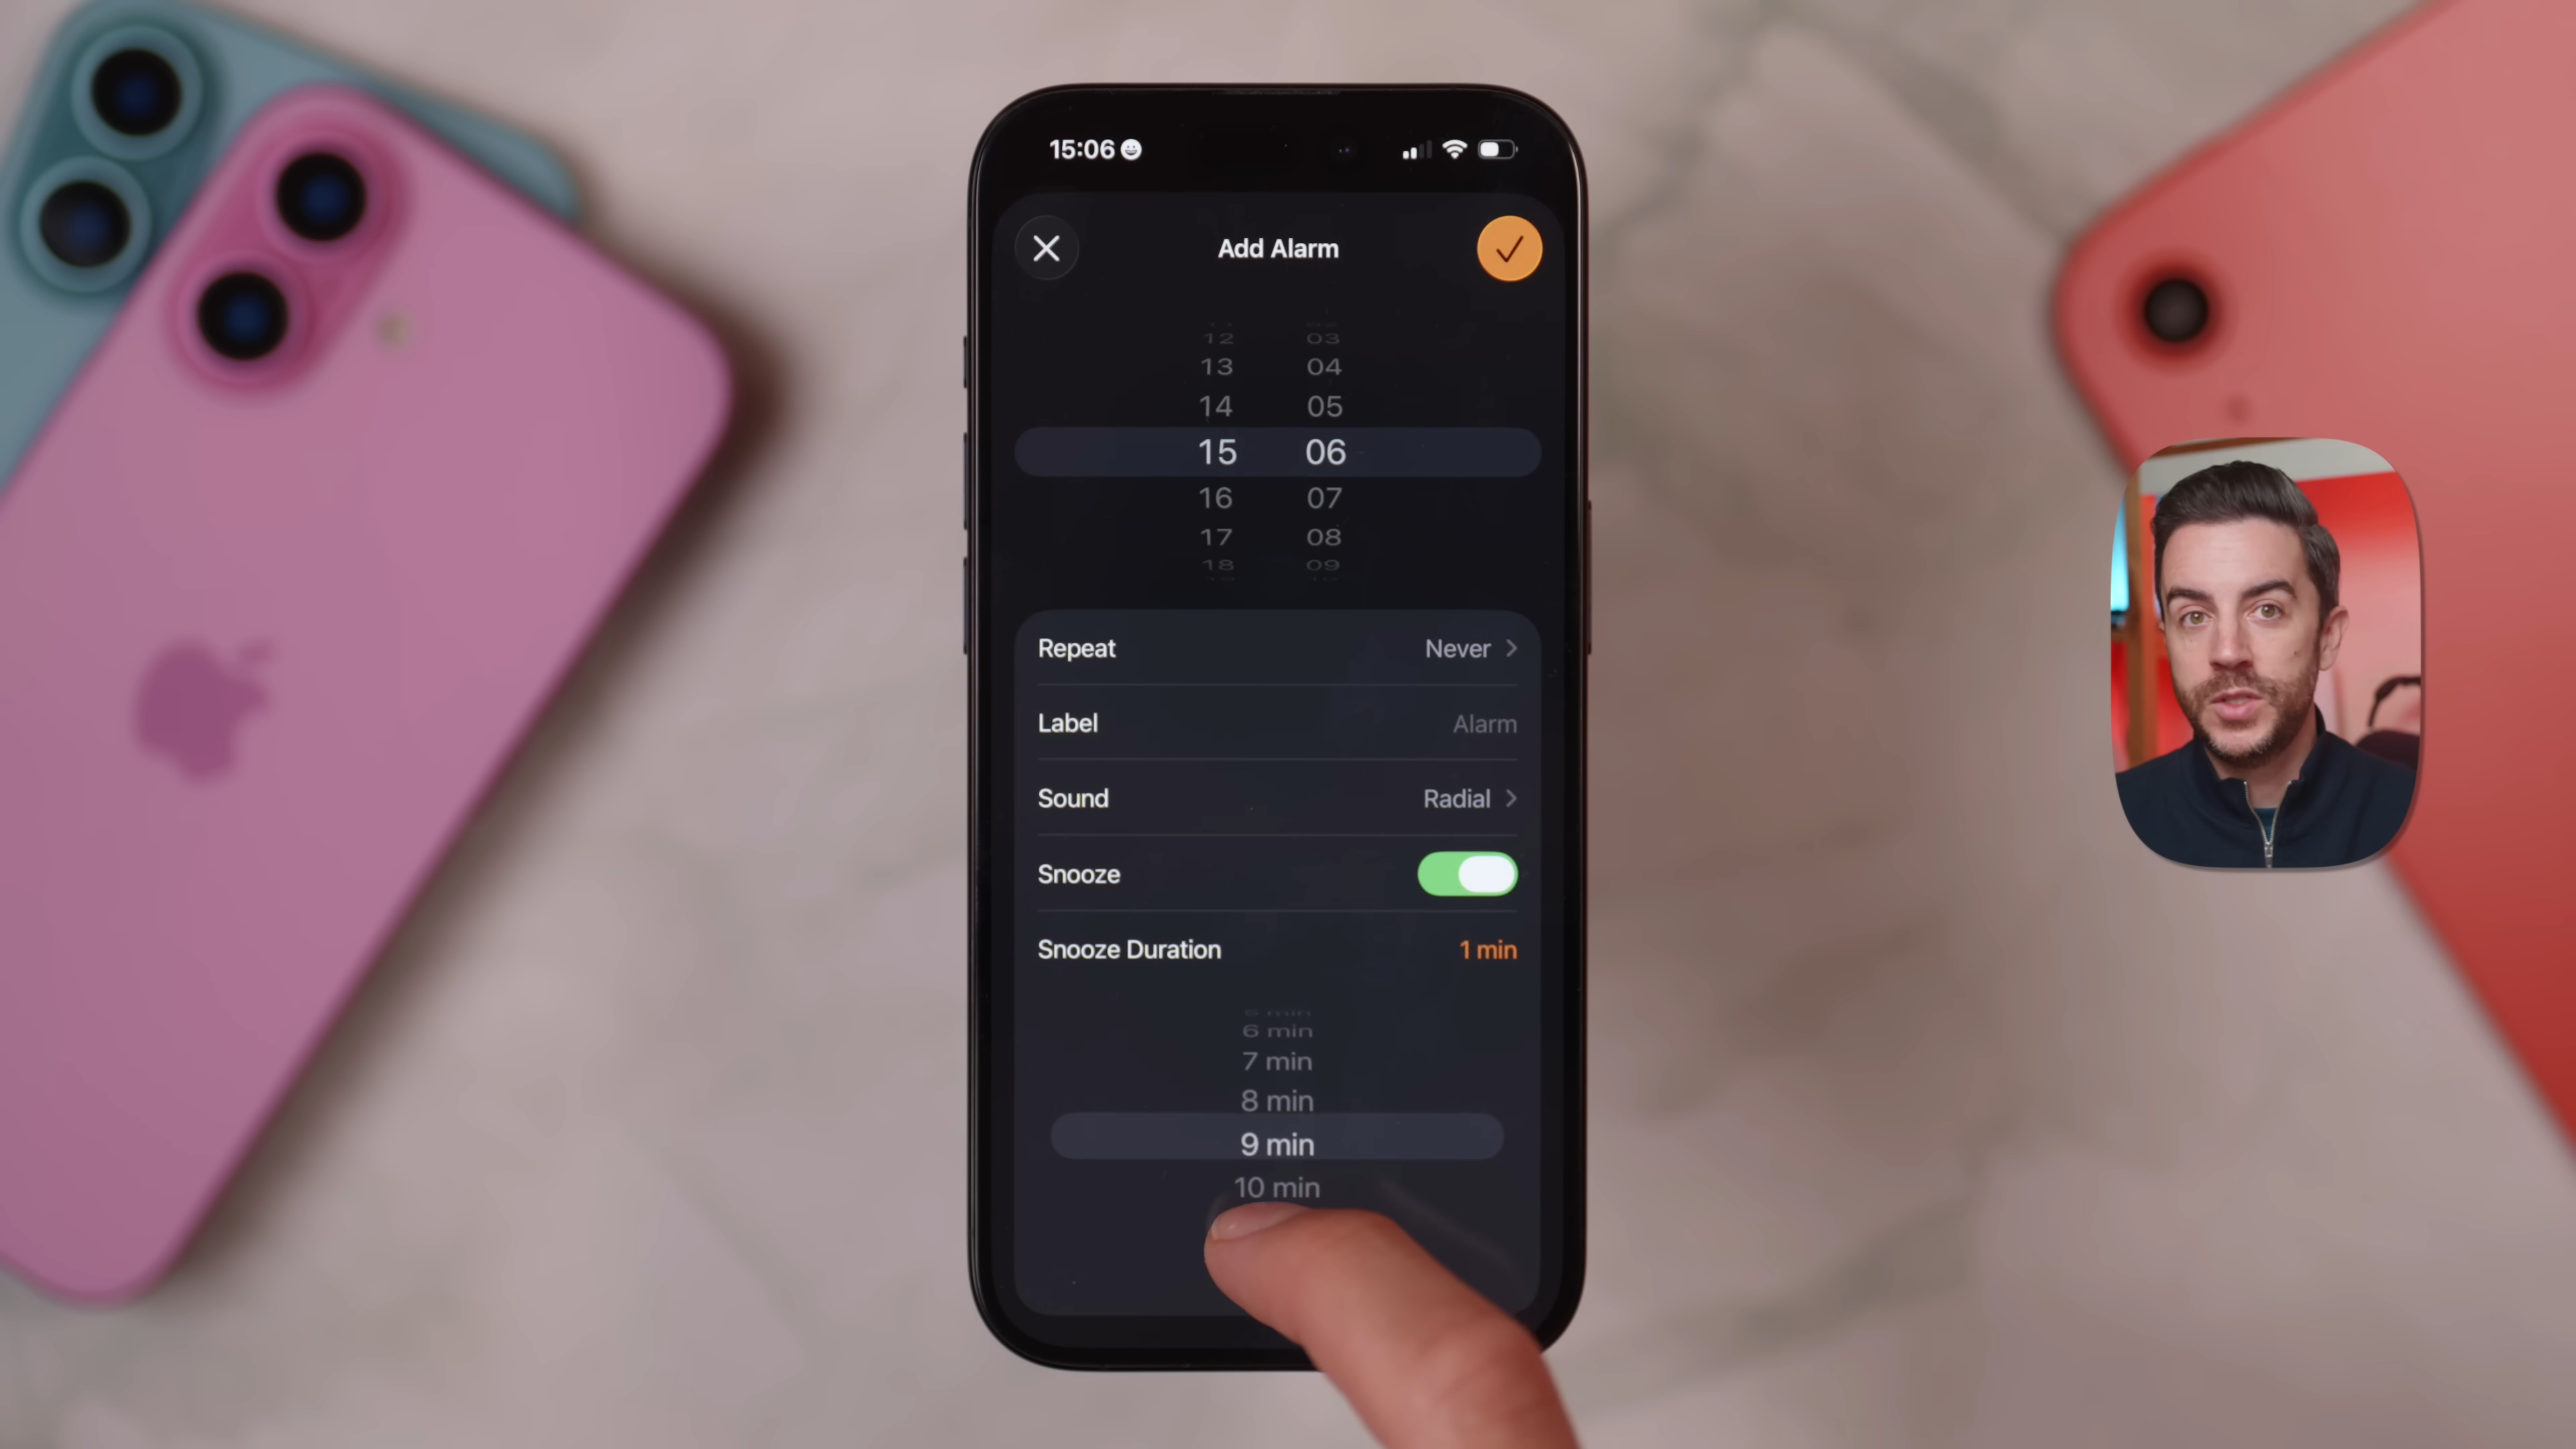 15:06
Add Alarm
12 03
13 04
14 05
15 06
16 07
17 08
18 09
Repeat Never
Label Alarm
Sound Radial
Snooze
Snooze Duration 1 min
6 min
7 min
8 min
9 min
10 min